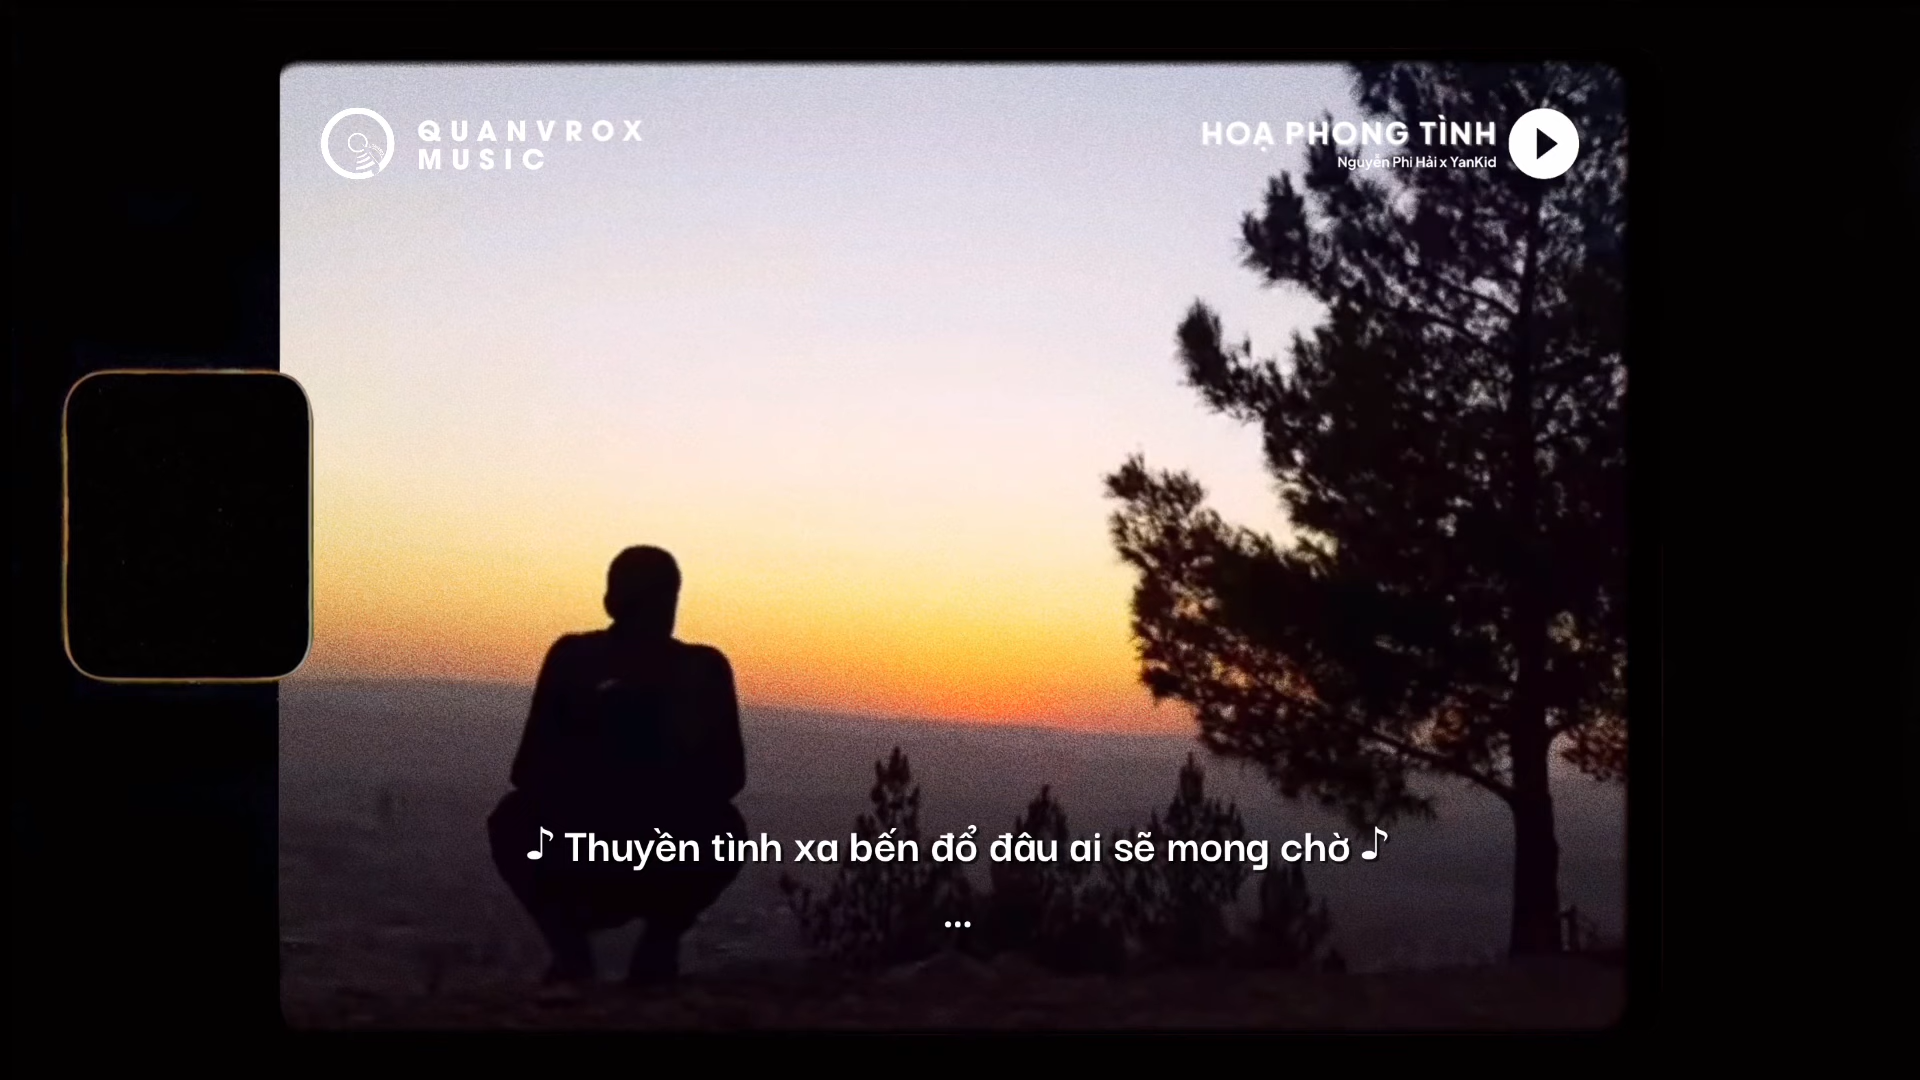 QUANVROX
MUSIC
HOẠ PHONG TÌNH
Nguyễn Phi Hải x YanKid
♪ Thuyền tình xa bến đổ đâu ai sẽ mong chờ ♪
...